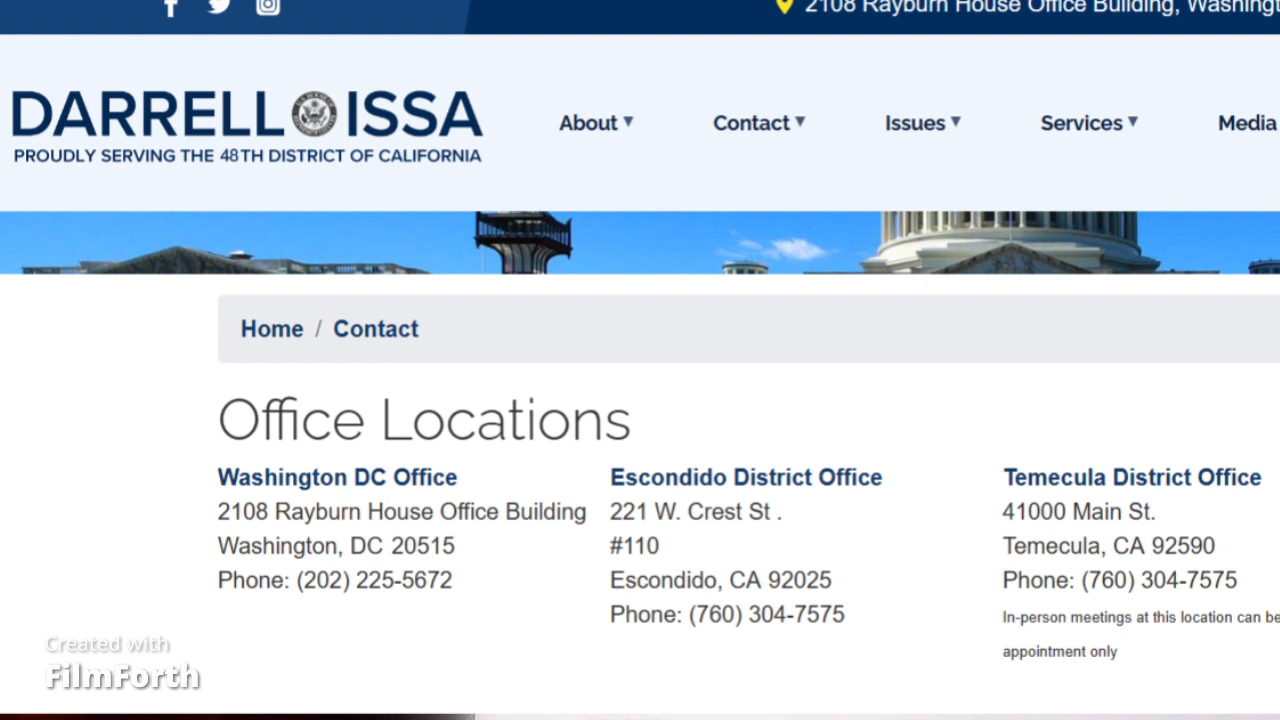 2108 Rayburn House Office Building, Washingt
DARRELL ISSA
PROUDLY SERVING THE 48TH DISTRICT OF CALIFORNIA
About Contact Issues Services Media
Home / Contact
Office Locations
Washington DC Office
2108 Rayburn House Office Building
Washington, DC 20515
Phone: (202) 225-5672
Escondido District Office
221 W. Crest St .
#110
Escondido, CA 92025
Phone: (760) 304-7575
Temecula District Office
41000 Main St.
Temecula, CA 92590
Phone: (760) 304-7575
In-person meetings at this location can be
appointment only
Created with
FilmForth